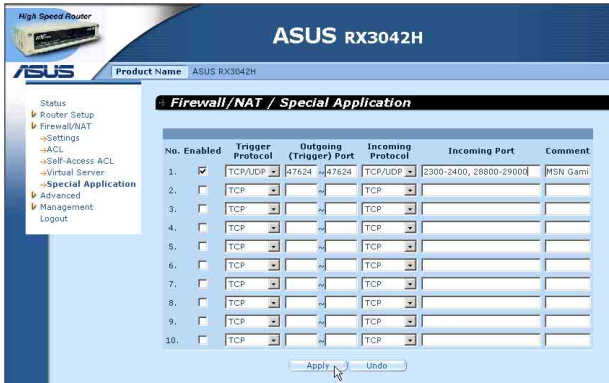 High Speed Router
ASUS RX3042H
ASUS
Product Name ASUS RX3042H
Status
Router Setup
Firewall/NAT
Settings
ACL
Self-Access ACL
Virtual Server
Special Application
Advanced
Management
Logout
Firewall/NAT / Special Application
No. Enabled Trigger Protocol Outgoing (Trigger) Port Incoming Protocol Incoming Port Comment
1. TCP/UDP 47624 ~ 47624 TCP/UDP 2300-2400, 28800-29000 MSN Gami
2. TCP ~ TCP
3. TCP ~ TCP
4. TCP ~ TCP
5. TCP ~ TCP
6. TCP ~ TCP
7. TCP ~ TCP
8. TCP ~ TCP
9. TCP ~ TCP
10. TCP ~ TCP
Apply Undo